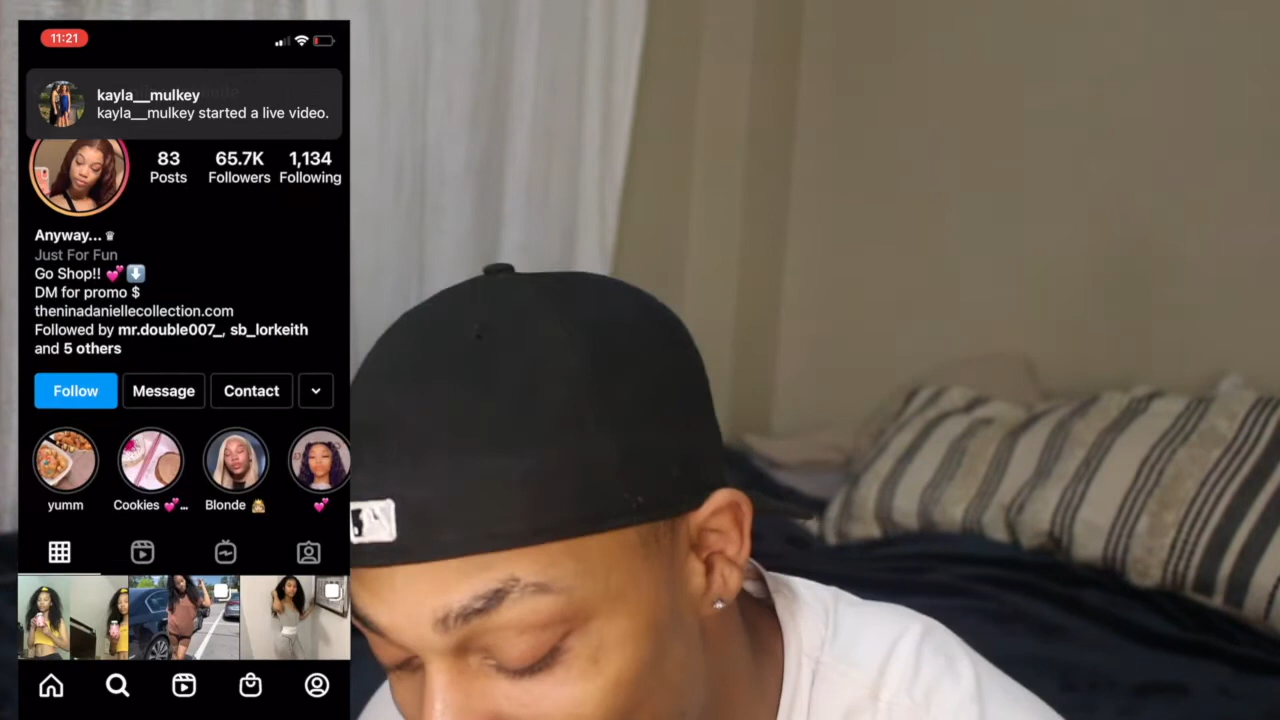 11:21
kayla__mulkey
kayla__mulkey started a live video.
83
65.7K
1,134
Posts
Followers
Following
Anyway... ♕
Just For Fun
Go Shop!! 💕⬇️
DM for promo $
theninadaniellecollection.com
Followed by mr.double007_, sb_lorkeith
and 5 others
Follow
Message
Contact
yumm
Cookies 💕...
Blonde 👸🏼
💕